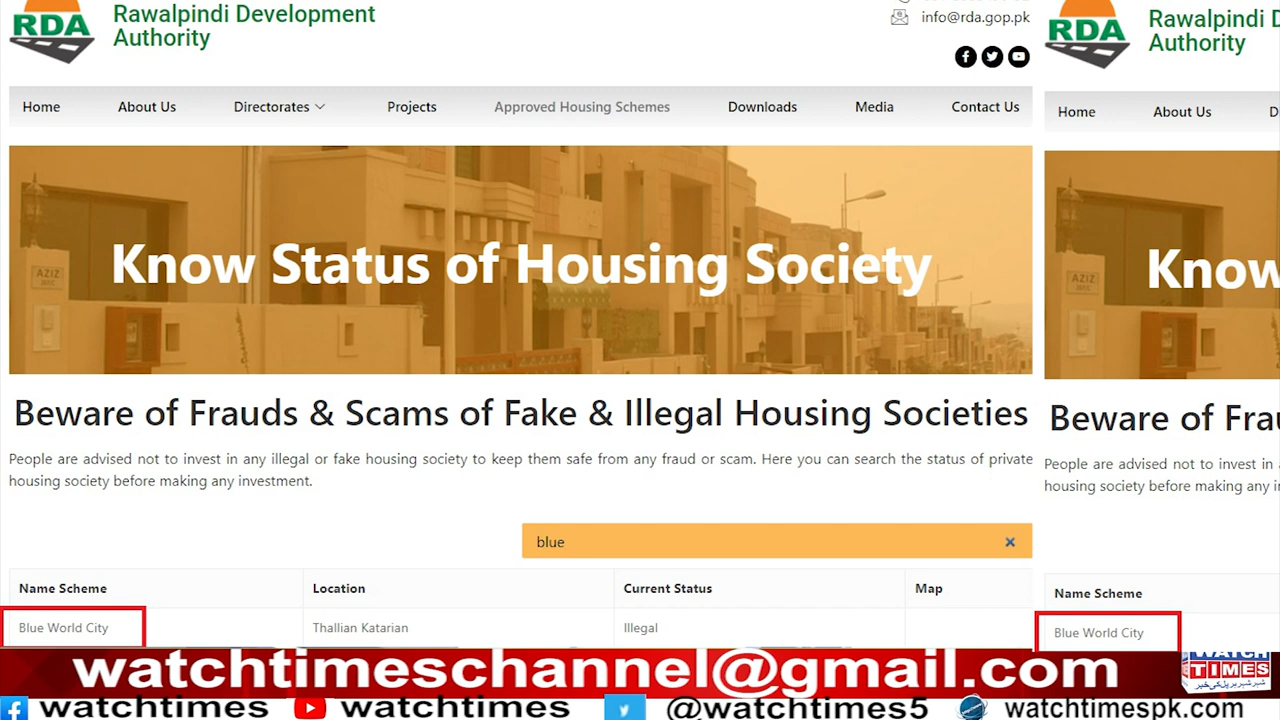 RDA
Rawalpindi Development
Authority
info@rda.gop.pk
Home About Us Directorates Projects Approved Housing Schemes Downloads Media Contact Us
AZIZ
Know Status of Housing Society
Beware of Frauds & Scams of Fake & Illegal Housing Societies
People are advised not to invest in any illegal or fake housing society to keep them safe from any fraud or scam. Here you can search the status of private
housing society before making any investment.
blue
Name Scheme Location Current Status Map
Blue World City Thallian Katarian Illegal
RDA
Rawalpindi D
Authority
Home About Us D
AZIZ
Know
Beware of Frau
People are advised not to invest in
housing society before making any in
Name Scheme
Blue World City
watchtimeschannel@gmail.com
WATCH
TIMES
watchtimes watchtimes @watchtimes5 watchtimespk.com